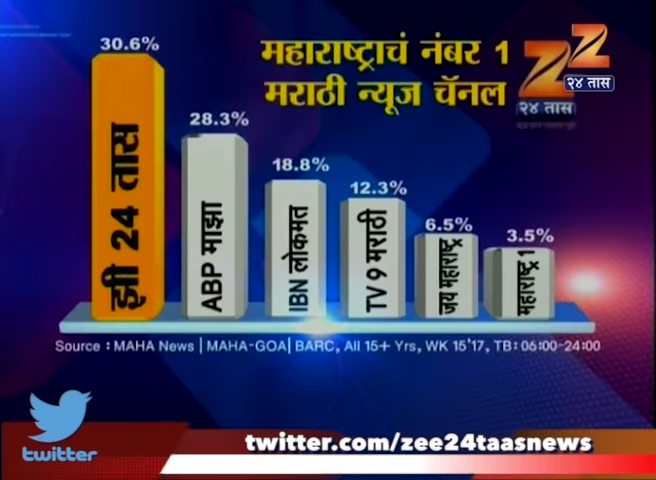 30.6%
महाराष्ट्राचं नंबर 1
मराठी न्यूज चॅनल
२४ तास
२४ तास
28.3%
18.8%
12.3%
6.5%
3.5%
झी 24 तास
ABP माझा
IBN लोकमत
TV 9 मराठी
जय महाराष्ट्र
महाराष्ट्र 1
Source : MAHA News | MAHA-GOA| BARC, All 15+ Yrs, WK 15'17, TB: 06:00-24:00
twitter
twitter.com/zee24taasnews